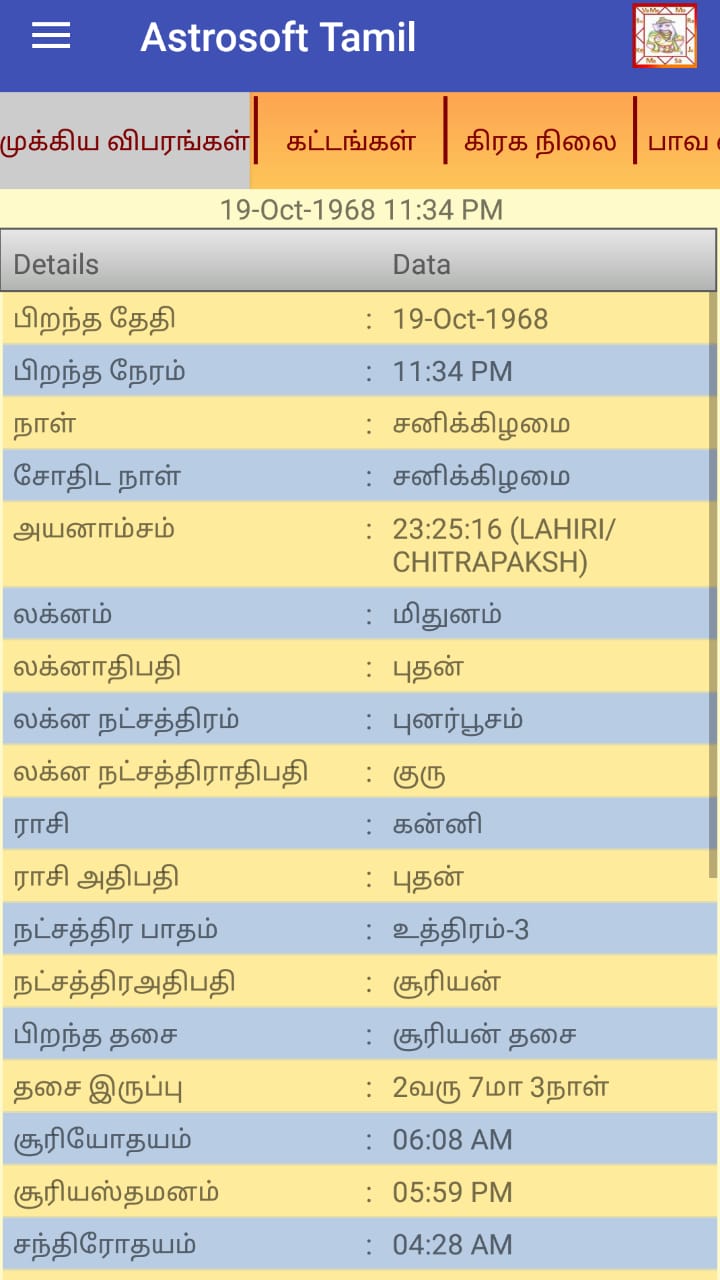 Astrosoft Tamil
முக்கிய விபரங்கள் கட்டங்கள் கிரக நிலை பாவ
19-Oct-1968 11:34 PM
Details Data
பிறந்த தேதி : 19-Oct-1968
பிறந்த நேரம் : 11:34 PM
நாள் : சனிக்கிழமை
சோதிட நாள் : சனிக்கிழமை
அயனாம்சம் : 23:25:16 (LAHIRI/
CHITRAPAKSH)
லக்னம் : மிதுனம்
லக்னாதிபதி : புதன்
லக்ன நட்சத்திரம் : புனர்பூசம்
லக்ன நட்சத்திராதிபதி : குரு
ராசி : கன்னி
ராசி அதிபதி : புதன்
நட்சத்திர பாதம் : உத்திரம்-3
நட்சத்திரஅதிபதி : சூரியன்
பிறந்த தசை : சூரியன் தசை
தசை இருப்பு : 2வரு 7மா 3நாள்
சூரியோதயம் : 06:08 AM
சூரியஸ்தமனம் : 05:59 PM
சந்திரோதயம் : 04:28 AM